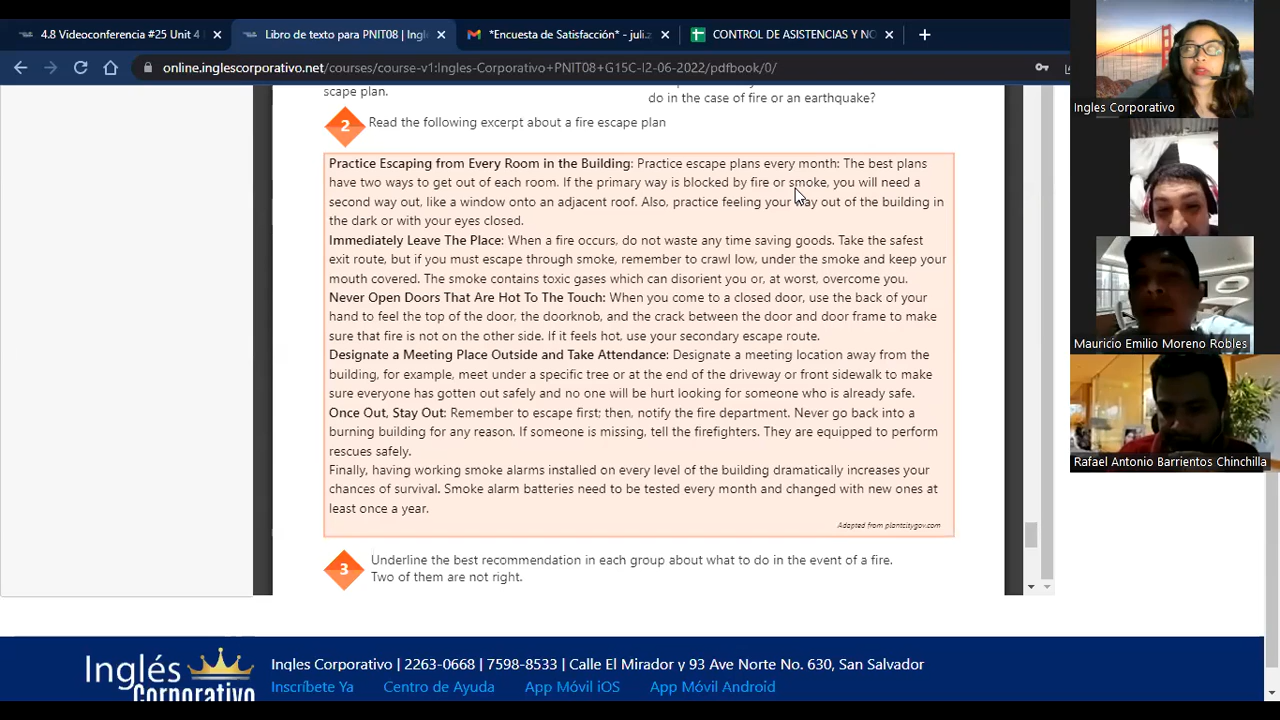 4.8 Videoconferencia #25 Unit 4
Libro de texto para PNIT08 | Ingl
*Encuesta de Satisfacción* - juli.z
CONTROL DE ASISTENCIAS Y NO
online.inglescorporativo.net/courses/course-v1:Ingles-Corporativo+PNIT08+G15C-I2-06-2022/pdfbook/0/
scape plan.
do in the case of fire or an earthquake?
2 Read the following excerpt about a fire escape plan
Practice Escaping from Every Room in the Building: Practice escape plans every month: The best plans
have two ways to get out of each room. If the primary way is blocked by fire or smoke, you will need a
second way out, like a window onto an adjacent roof. Also, practice feeling your way out of the building in
the dark or with your eyes closed.
Immediately Leave The Place: When a fire occurs, do not waste any time saving goods. Take the safest
exit route, but if you must escape through smoke, remember to crawl low, under the smoke and keep your
mouth covered. The smoke contains toxic gases which can disorient you or, at worst, overcome you.
Never Open Doors That Are Hot To The Touch: When you come to a closed door, use the back of your
hand to feel the top of the door, the doorknob, and the crack between the door and door frame to make
sure that fire is not on the other side. If it feels hot, use your secondary escape route.
Designate a Meeting Place Outside and Take Attendance: Designate a meeting location away from the
building, for example, meet under a specific tree or at the end of the driveway or front sidewalk to make
sure everyone has gotten out safely and no one will be hurt looking for someone who is already safe.
Once Out, Stay Out: Remember to escape first; then, notify the fire department. Never go back into a
burning building for any reason. If someone is missing, tell the firefighters. They are equipped to perform
rescues safely.
Finally, having working smoke alarms installed on every level of the building dramatically increases your
chances of survival. Smoke alarm batteries need to be tested every month and changed with new ones at
least once a year.
Adapted from plantcitygov.com
3 Underline the best recommendation in each group about what to do in the event of a fire.
Two of them are not right.
Inglés
Corporativo
Ingles Corporativo | 2263-0668 | 7598-8533 | Calle El Mirador y 93 Ave Norte No. 630, San Salvador
Inscríbete Ya
Centro de Ayuda
App Móvil iOS
App Móvil Android
Ingles Corporativo
Mauricio Emilio Moreno Robles
Rafael Antonio Barrientos Chinchilla